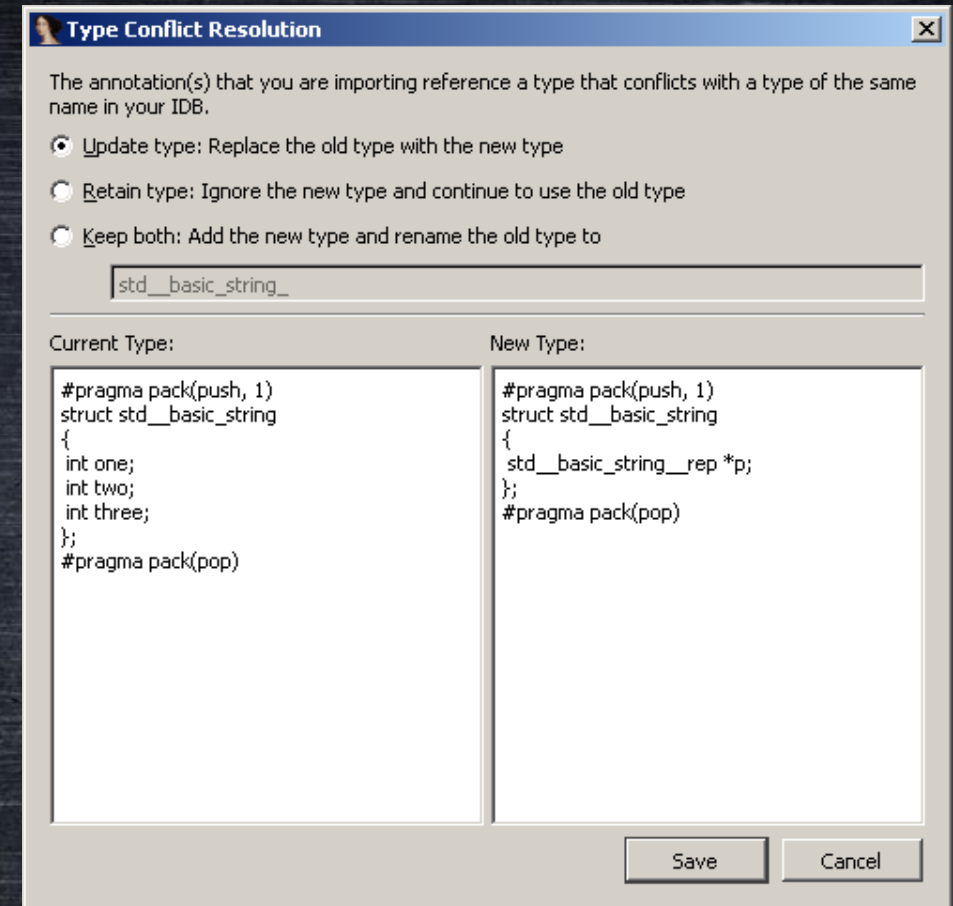 Type Conflict Resolution
The annotation(s) that you are importing reference a type that conflicts with a type of the same
name in your IDB.
Update type: Replace the old type with the new type
Retain type: Ignore the new type and continue to use the old type
Keep both: Add the new type and rename the old type to
std__basic_string_
Current Type:
#pragma pack(push, 1)
struct std__basic_string
{
int one;
int two;
int three;
};
#pragma pack(pop)
New Type:
#pragma pack(push, 1)
struct std__basic_string
{
std__basic_string__rep *p;
};
#pragma pack(pop)
Save
Cancel